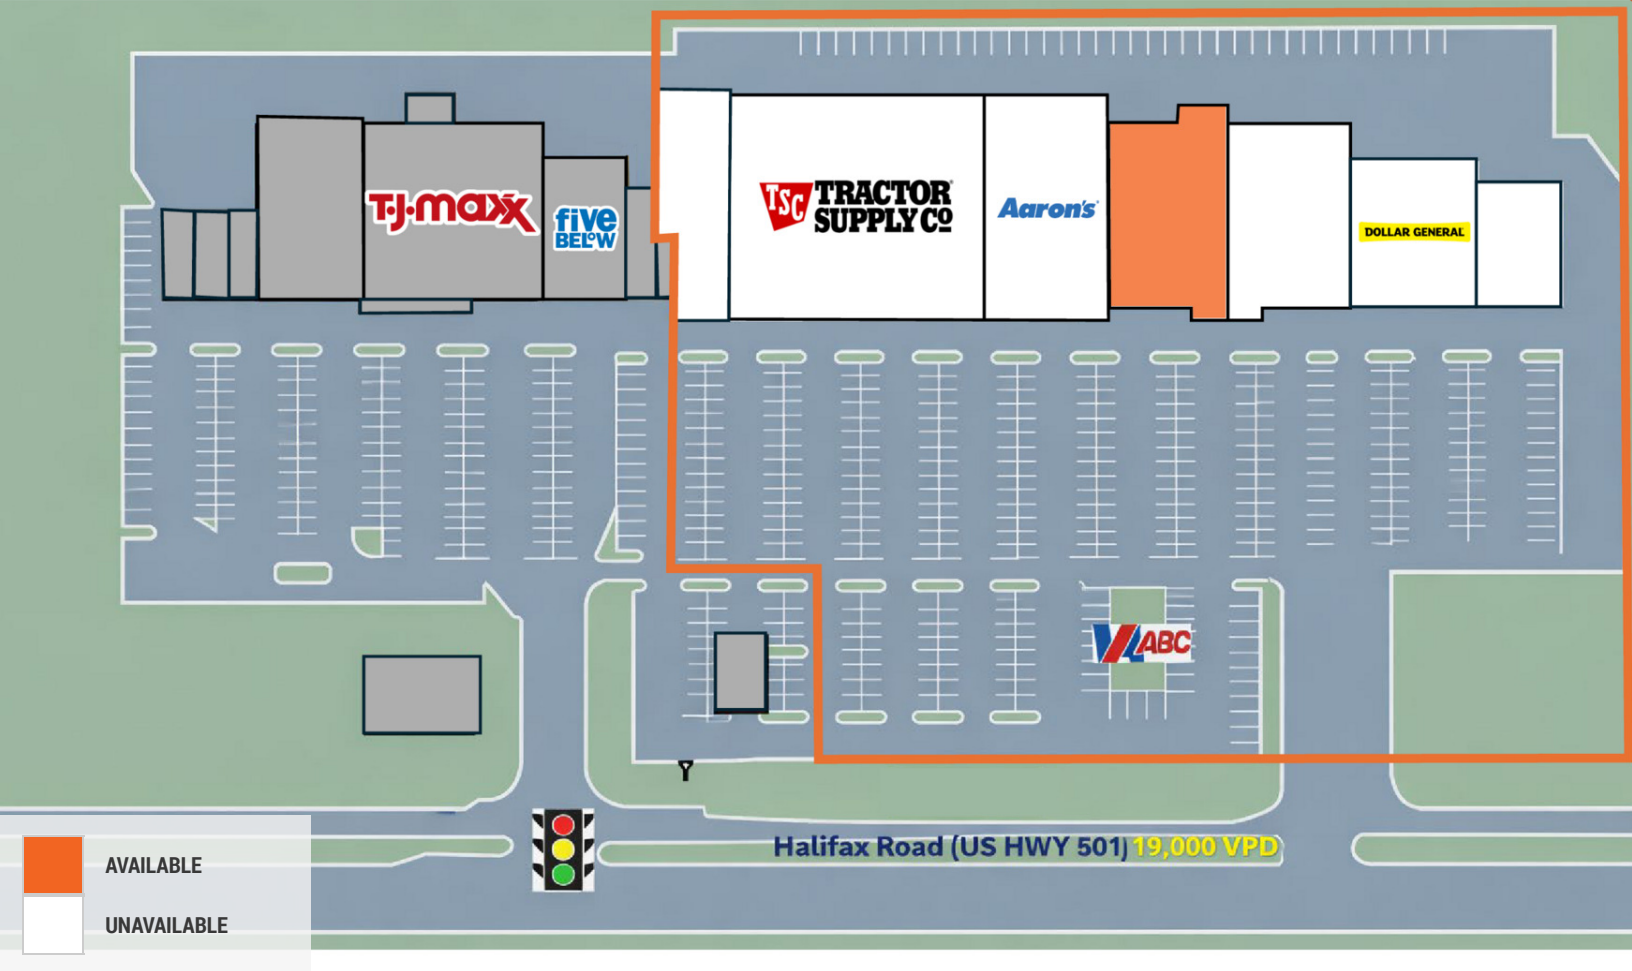 T·J·maxx
five
BELOW
TSC TRACTOR
SUPPLY CO
Aaron's
DOLLAR GENERAL
VA ABC
Halifax Road (US HWY 501) 19,000 VPD
AVAILABLE
UNAVAILABLE